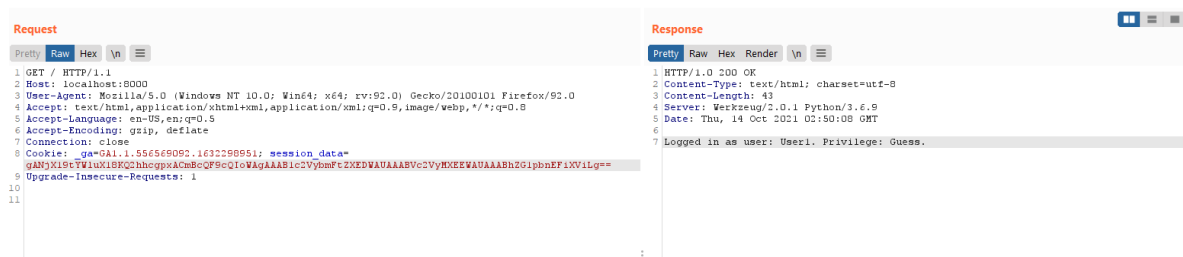 Request
Response
Pretty Raw Hex \n
Pretty Raw Hex Render \n
1 GET / HTTP/1.1
2 Host: localhost:8000
3 User-Agent: Mozilla/5.0 (Windows NT 10.0; Win64; x64; rv:92.0) Gecko/20100101 Firefox/92.0
4 Accept: text/html,application/xhtml+xml,application/xml;q=0.9,image/webp,*/*;q=0.8
5 Accept-Language: en-US,en;q=0.5
6 Accept-Encoding: gzip, deflate
7 Connection: close
8 Cookie: _ga=GA1.1.556569092.1632298951; session_data=
gANjX19tYWluX18KQ2hhcgpxACmBcQF9cQIoWAgAAAB1c2VybmFtZXEDWAUAAABVc2VyMXEEWAUAAABhZG1pbnEFiXViLg==
9 Upgrade-Insecure-Requests: 1
10
11
1 HTTP/1.0 200 OK
2 Content-Type: text/html; charset=utf-8
3 Content-Length: 43
4 Server: Werkzeug/2.0.1 Python/3.6.9
5 Date: Thu, 14 Oct 2021 02:50:08 GMT
6
7 Logged in as user: User1. Privilege: Guess.